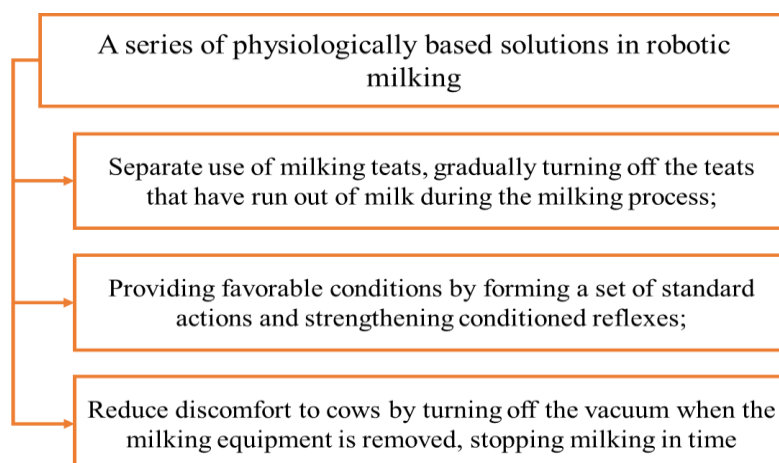 A series of physiologically based solutions in robotic
milking
Separate use of milking teats, gradually turning off the teats
that have run out of milk during the milking process;
Providing favorable conditions by forming a set of standard
actions and strengthening conditioned reflexes;
Reduce discomfort to cows by turning off the vacuum when the
milking equipment is removed, stopping milking in time